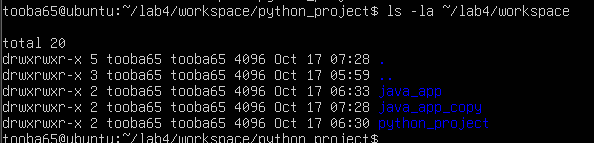 tooba65@ubuntu:~/lab4/workspace/python_project$ ls -la ~/lab4/workspace
total 20
drwxrwxr-x 5 tooba65 tooba65 4096 Oct 17 07:28 .
drwxrwxr-x 3 tooba65 tooba65 4096 Oct 17 05:59 ..
drwxrwxr-x 2 tooba65 tooba65 4096 Oct 17 06:33 java_app
drwxrwxr-x 2 tooba65 tooba65 4096 Oct 17 07:28 java_app_copy
drwxrwxr-x 2 tooba65 tooba65 4096 Oct 17 06:30 python_project
tooba65@ubuntu:~/lab4/workspace/python_project$